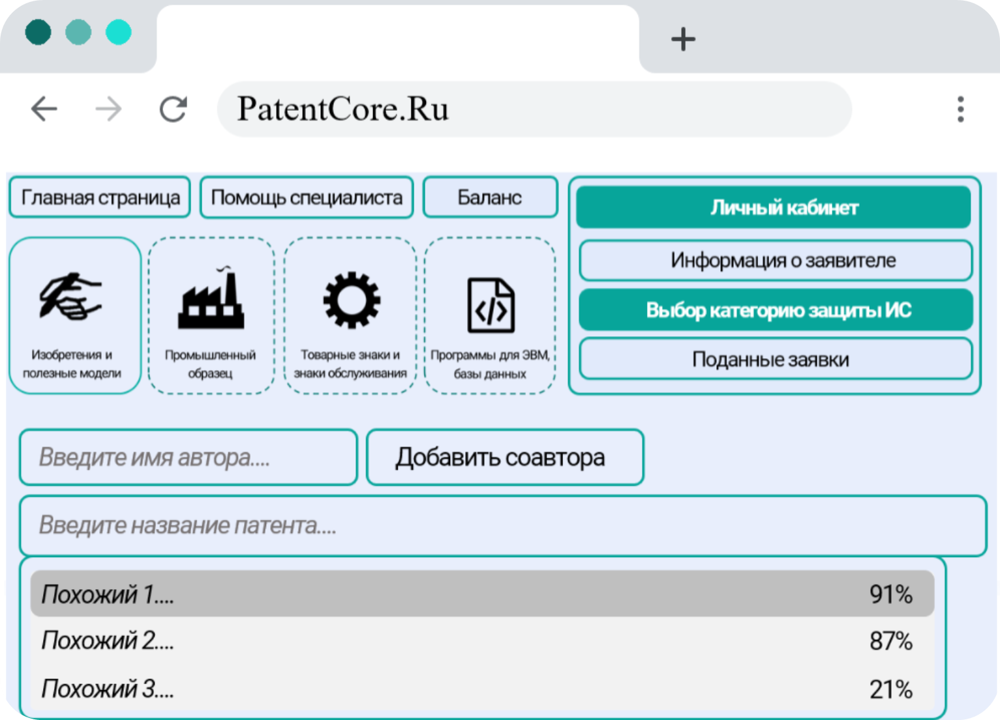 PatentCore.Ru
Главная страница
Помощь специалиста
Баланс
Личный кабинет
Информация о заявителе
Выбор категорию защиты ИС
Поданные заявки
Изобретения и
полезные модели
Промышленный
образец
Товарные знаки и
знаки обслуживания
Программы для ЭВМ,
базы данных
Введите имя автора....
Добавить соавтора
Введите название патента....
Похожий 1.... 91%
Похожий 2.... 87%
Похожий 3.... 21%